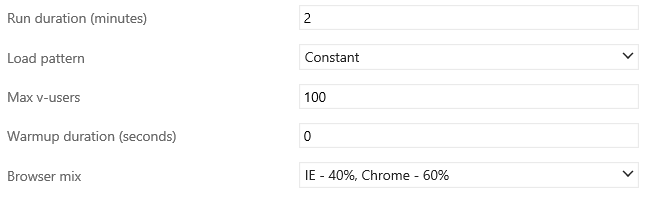 Run duration (minutes) 2
Load pattern Constant
Max v-users 100
Warmup duration (seconds) 0
Browser mix IE - 40%, Chrome - 60%